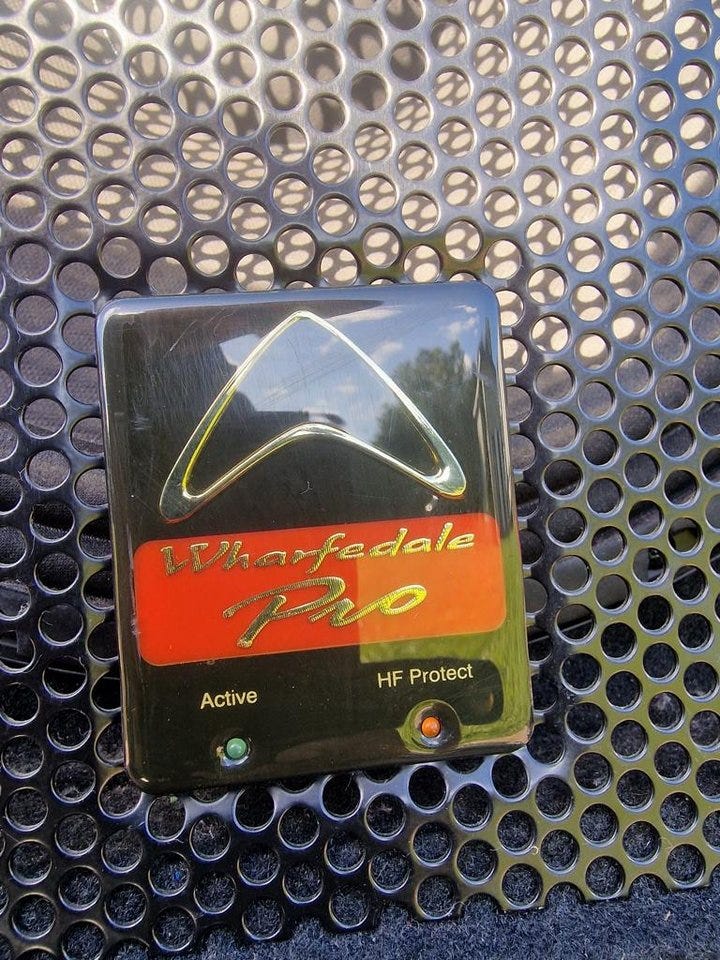 Wharfedale
Pro
Active
HF Protect